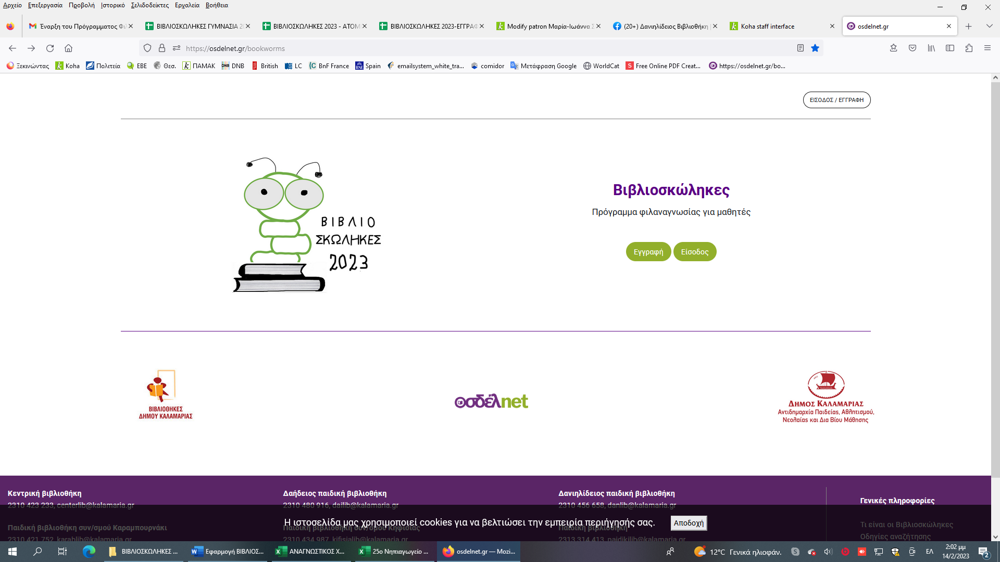 Αρχείο Επεξεργασία Προβολή Ιστορικό Σελιδοδείκτες Εργαλεία Βοήθεια
Έναρξη του Προγράμματος Φι
ΒΙΒΛΙΟΣΚΩΛΗΚΕΣ ΓΥΜΝΑΣΙΑ 20
ΒΙΒΛΙΟΣΚΩΛΗΚΕΣ 2023 - ΑΤΟΜΙ
ΒΙΒΛΙΟΣΚΩΛΗΚΕΣ 2023-ΕΓΓΡΑΦ
Modify patron Μαρία-Ιωάννα Σ
(20+) Δανιηλίδειος Βιβλιοθήκη
Koha staff interface
osdelnet.gr
https://osdelnet.gr/bookworms
Ξεκινώντας Koha Πολιτεία ΕΒΕ Θεσ. ΠΑΜΑΚ DNB British LC BnF France Spain emailsystem_white_tra... comidor Μετάφραση Google WorldCat Free Online PDF Creat... https://osdelnet.gr/bo...
ΕΙΣΟΔΟΣ / ΕΓΓΡΑΦΗ
ΒΙΒΛΙΟ
ΣΚΩΛΗΚΕΣ
2023
Βιβλιοσκώληκες
Πρόγραμμα φιλαναγνωσίας για μαθητές
Εγγραφή Είσοδος
ΒΙΒΛΙΟΘΗΚΕΣ
ΔΗΜΟΥ ΚΑΛΑΜΑΡΙΑΣ
οσδέλnet
ΔΗΜΟΣ ΚΑΛΑΜΑΡΙΑΣ
Αντιδημαρχία Παιδείας, Αθλητισμού,
Νεολαίας και Δια Βίου Μάθησης
Κεντρική βιβλιοθήκη
2310 423 233, centerlib@kalamaria.gr
Δαήδειος παιδική βιβλιοθήκη
2310 480 916, dailib@kalamaria.gr
Δανιηλίδειος παιδική βιβλιοθήκη
2310 456 658, danlib@kalamaria.gr
Γενικές πληροφορίες
Η ιστοσελίδα μας χρησιμοποιεί cookies για να βελτιώσει την εμπειρία περιήγησής σας. Αποδοχή
Παιδική βιβλιοθήκη συν/σμού Καραμπουρνάκι
2310 421 752, karablib@kalamaria.gr
Παιδική βιβλιοθήκη συν/σμού Κηφισιάς
2310 434 987, kifisialib@kalamaria.gr
Παιδική βιβλιοθήκη
2313 314 413, paidikilib@kalamaria.gr
Τι είναι οι Βιβλιοσκώληκες
Οδηγίες αναζήτησης
ΒΙΒΛΙΟΣΚΩΛΗΚΕΣ ...
Εφαρμογή ΒΙΒΛΙΟΣ...
ΑΝΑΓΝΩΣΤΙΚΟΣ Χ...
25ο Νηπιαγωγείο ...
osdelnet.gr — Mozi...
12°C Γενικά ηλιοφάν.
ΕΛ
2:02 μμ
14/2/2023
2